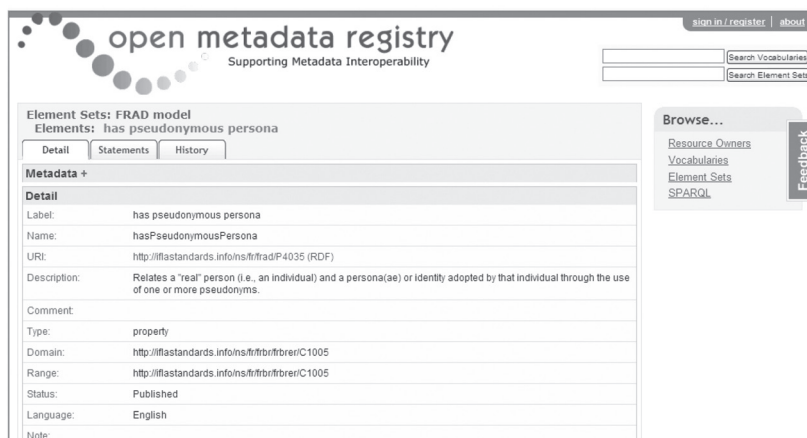 sign in / register | about
open metadata registry
Supporting Metadata Interoperability
Search Vocabularies
Search Element Sets
Element Sets: FRAD model
Elements: has pseudonymous persona
Detail Statements History
Metadata +
Detail
Label: has pseudonymous persona
Name: hasPseudonymousPersona
URI: http://iflastandards.info/ns/fr/frad/P4035 (RDF)
Description: Relates a "real" person (i.e., an individual) and a persona(ae) or identity adopted by that individual through the use
of one or more pseudonyms.
Comment:
Type: property
Domain: http://iflastandards.info/ns/fr/frbr/frbrer/C1005
Range: http://iflastandards.info/ns/fr/frbr/frbrer/C1005
Status: Published
Language: English
Note:
Browse...
Resource Owners
Vocabularies
Element Sets
SPARQL
Feedback